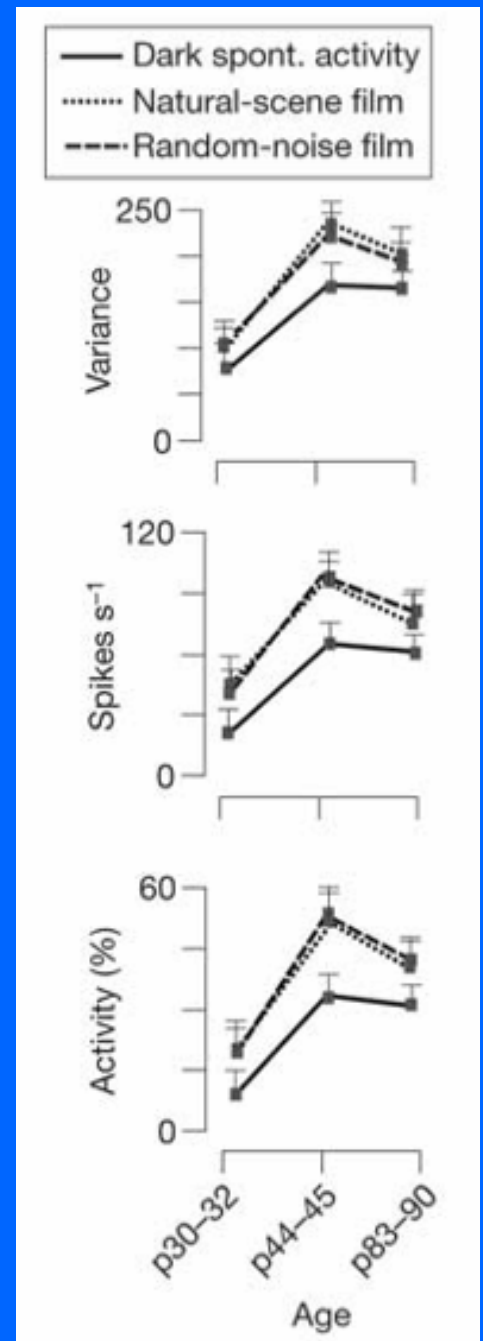 Dark spont. activity
Natural-scene film
Random-noise film
250
Variance
0
120
Spikes s⁻¹
0
60
Activity (%)
0
p30–32
p44–45
p83–90
Age